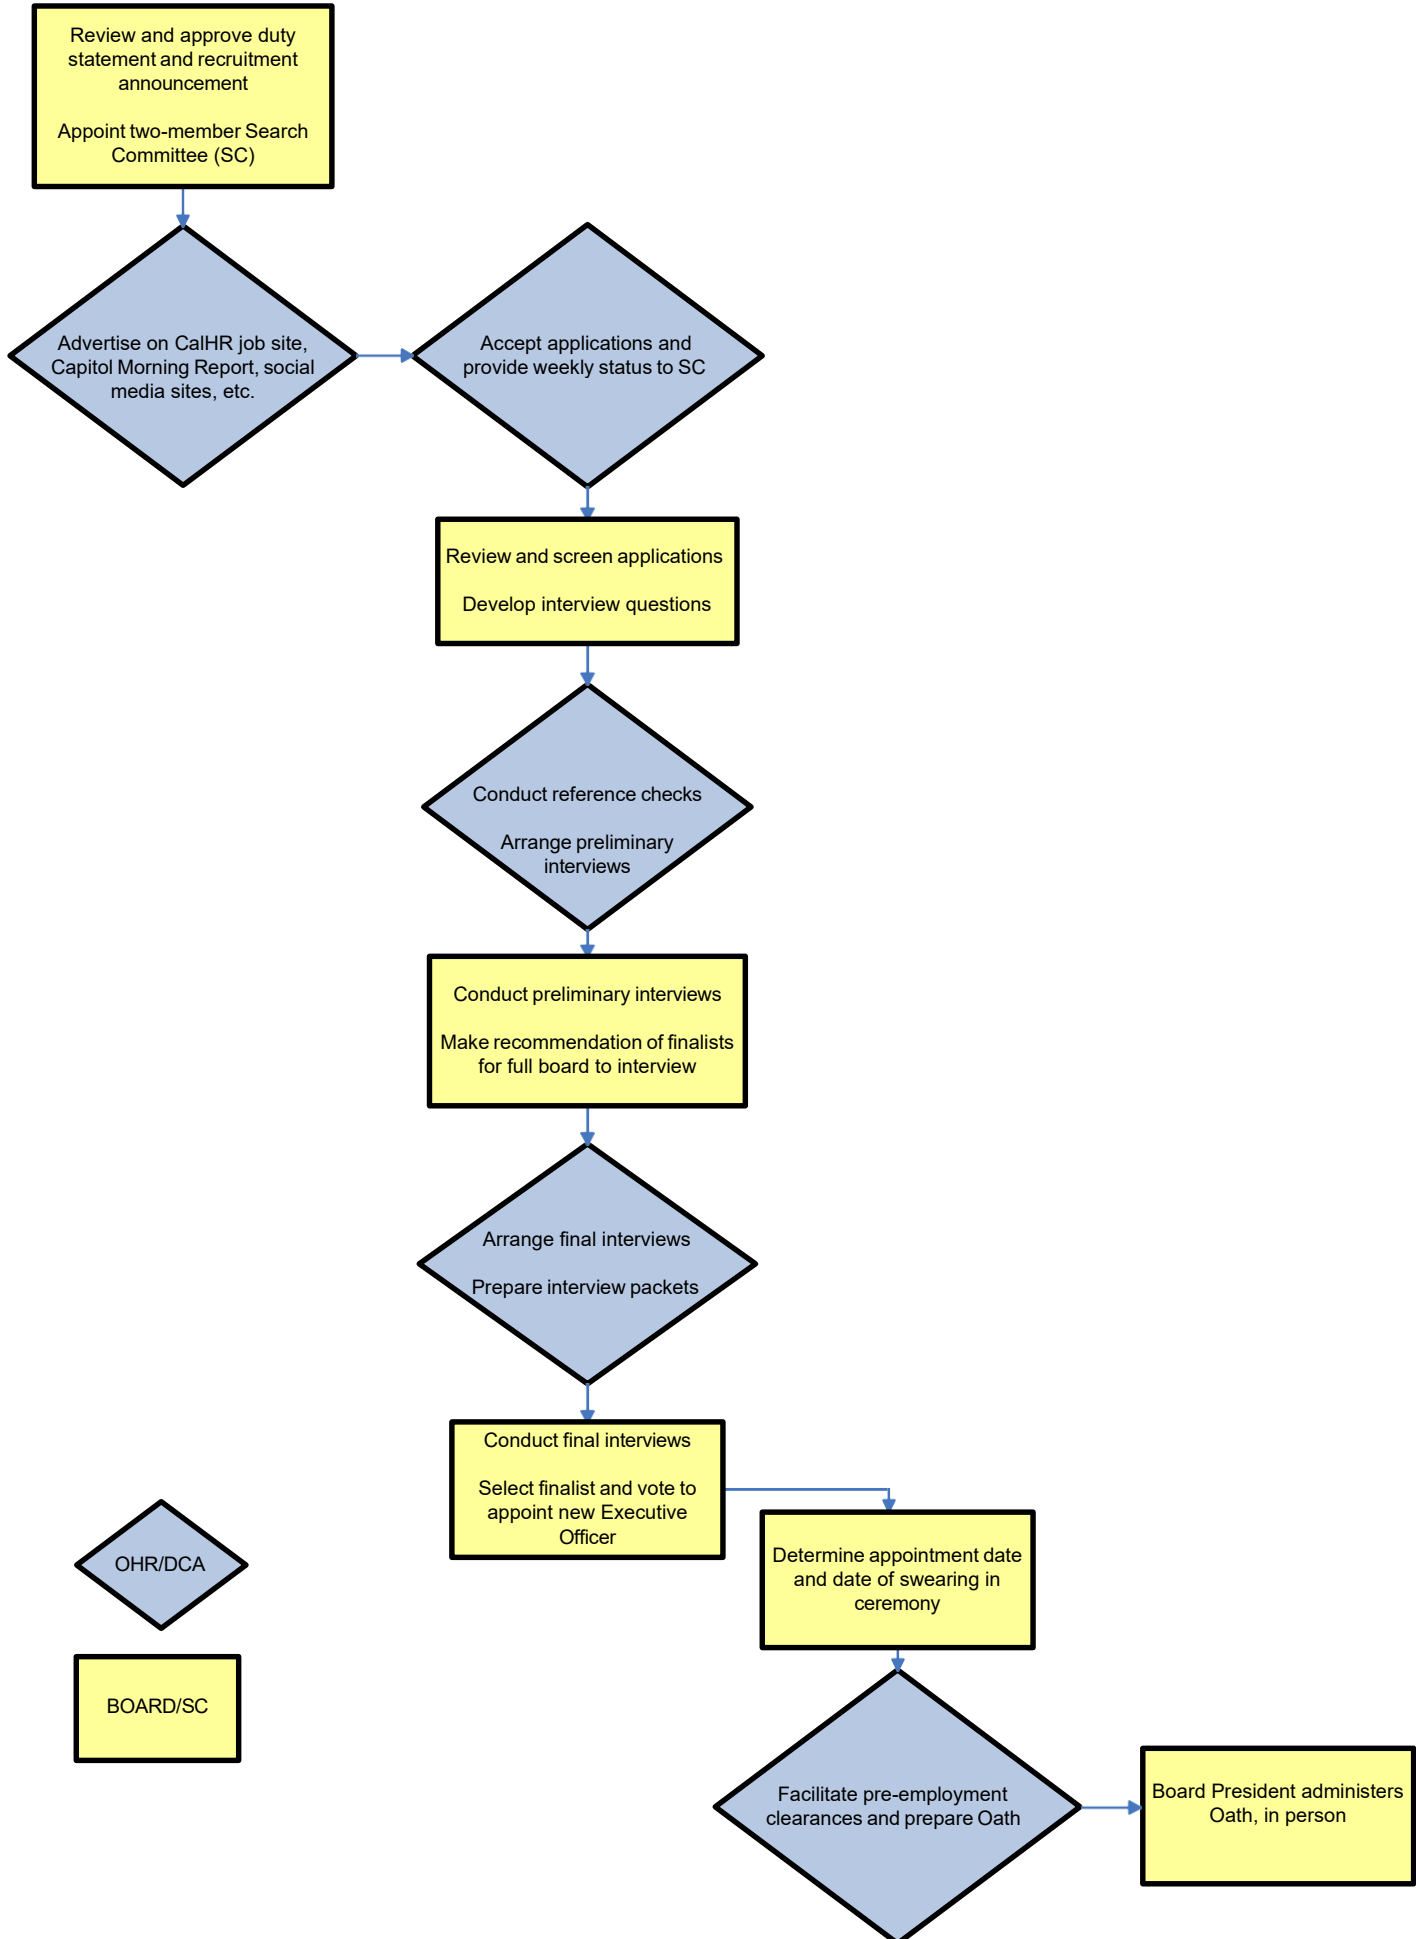 Review and approve duty
statement and recruitment
announcement
Appoint two-member Search
Committee (SC)
Advertise on CalHR job site,
Capitol Morning Report, social
media sites, etc.
Accept applications and
provide weekly status to SC
Review and screen applications
Develop interview questions
Conduct reference checks
Arrange preliminary
interviews
Conduct preliminary interviews
Make recommendation of finalists
for full board to interview
Arrange final interviews
Prepare interview packets
Conduct final interviews
Select finalist and vote to
appoint new Executive
Officer
Determine appointment date
and date of swearing in
ceremony
Facilitate pre-employment
clearances and prepare Oath
Board President administers
Oath, in person
OHR/DCA
BOARD/SC